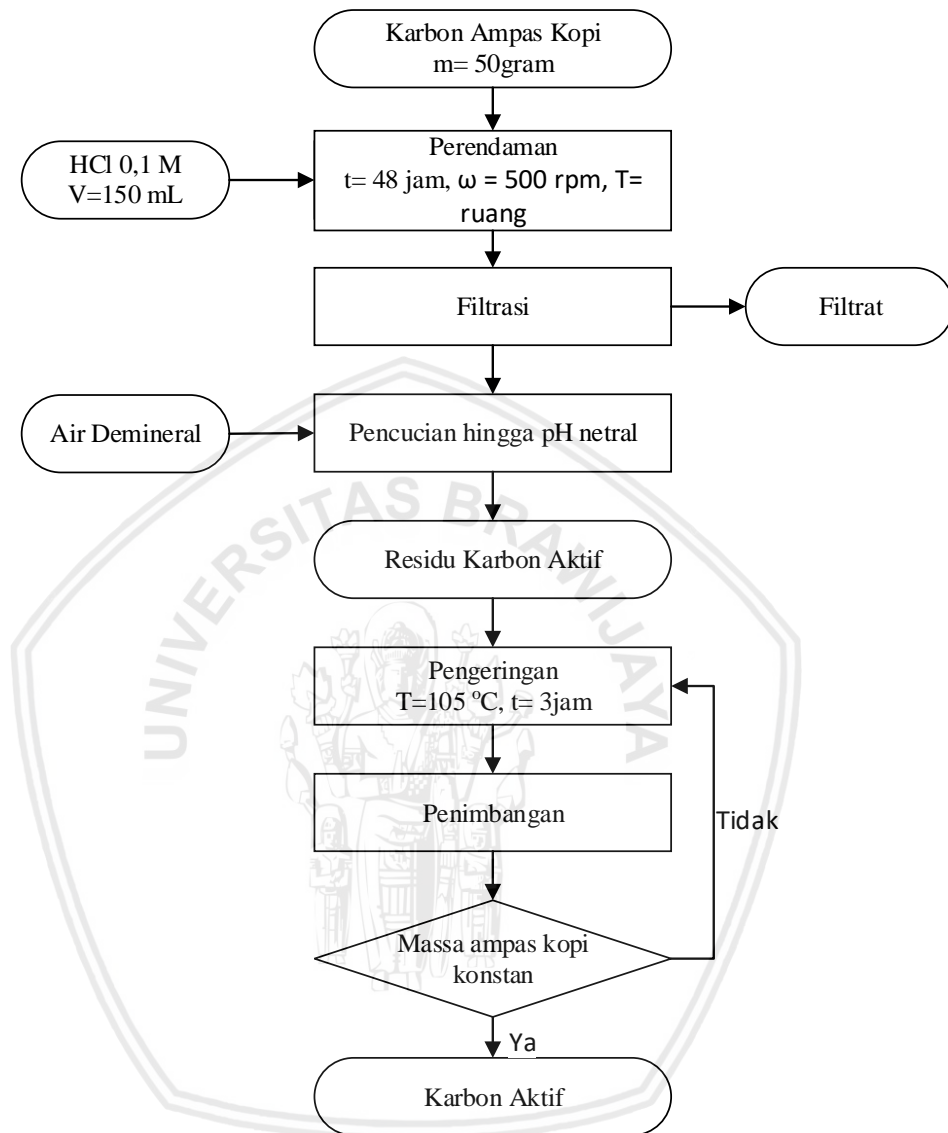 Karbon Ampas Kopi
m= 50gram
HCl 0,1 M
V=150 mL
Perendaman
t= 48 jam, ω = 500 rpm, T=
ruang
Filtrasi
Filtrat
Air Demineral
Pencucian hingga pH netral
UNIVERSITAS BRAWIJAYA
Residu Karbon Aktif
Pengeringan
T=105 ºC, t= 3jam
Penimbangan
Tidak
Massa ampas kopi
konstan
Ya
Karbon Aktif